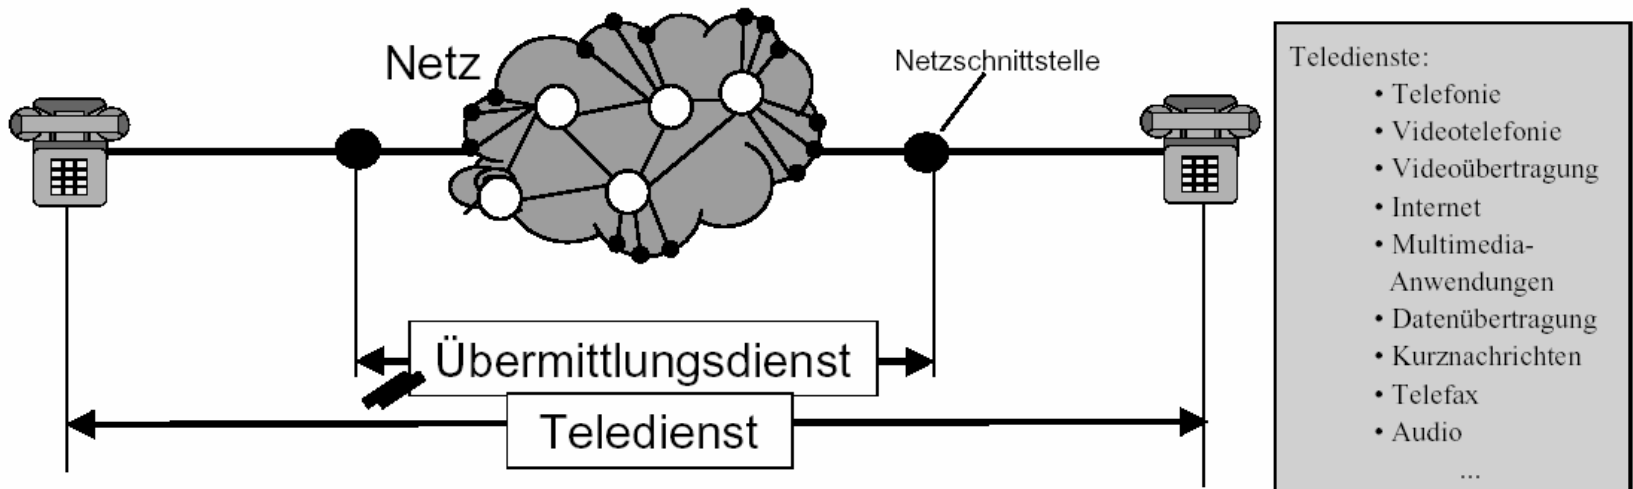 Netz
Netzschnittstelle
Übermittlungsdienst
Teledienst
Teledienste:
• Telefonie
• Videotelefonie
• Videoübertragung
• Internet
• Multimedia-
Anwendungen
• Datenübertragung
• Kurznachrichten
• Telefax
• Audio
...